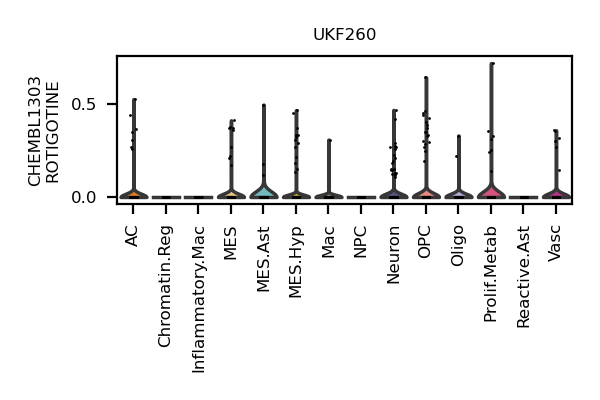 UKF260
CHEMBL1303
ROTIGOTINE
0.5
0.0
AC
Chromatin.Reg
Inflammatory.Mac
MES
MES.Ast
MES.Hyp
Mac
NPC
Neuron
OPC
Oligo
Prolif.Metab
Reactive.Ast
Vasc